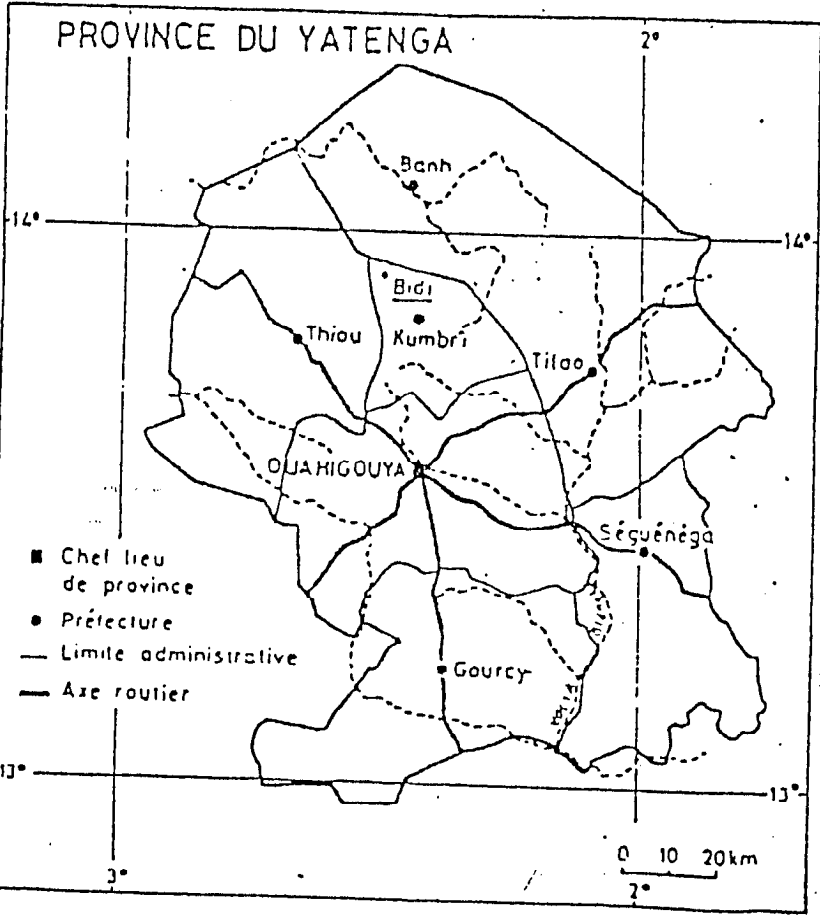 PROVINCE DU YATENGA
2°
Banh
14°
14°
Bidi
Kumbri
Thiou
Titao
OUAHIGOUYA
Séguénéga
Chef lieu
de province
Préfecture
Limite administrative
Axe routier
Gourcy
13°
13°
0 10 20km
3°
2°